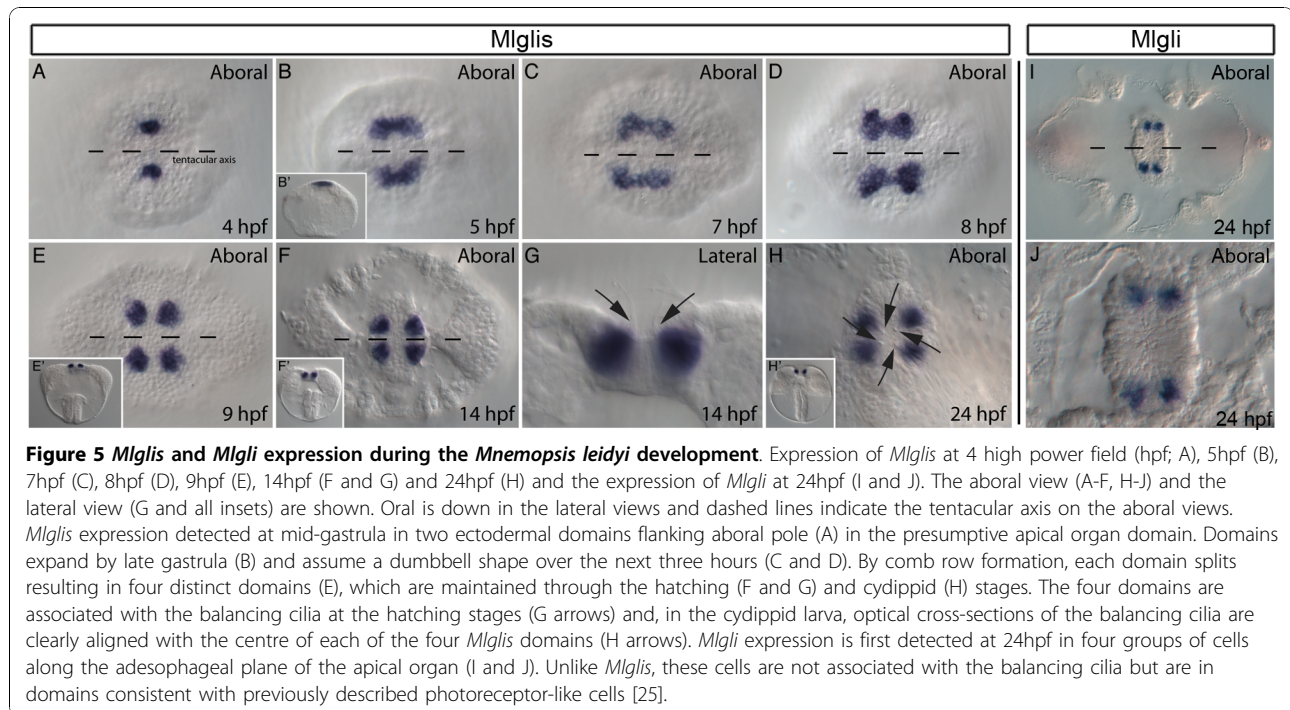 Mlglis
Mlgli
A
Aboral
tentacular axis
4 hpf
B
Aboral
B'
5 hpf
C
Aboral
7 hpf
D
Aboral
8 hpf
I
Aboral
24 hpf
E
Aboral
E'
9 hpf
F
Aboral
F'
14 hpf
G
Lateral
14 hpf
H
Aboral
H'
24 hpf
J
Aboral
24 hpf
Figure 5 Mlglis and Mlgli expression during the Mnemopsis leidyi development. Expression of Mlglis at 4 high power field (hpf; A), 5hpf (B),
7hpf (C), 8hpf (D), 9hpf (E), 14hpf (F and G) and 24hpf (H) and the expression of Mlgli at 24hpf (I and J). The aboral view (A-F, H-J) and the
lateral view (G and all insets) are shown. Oral is down in the lateral views and dashed lines indicate the tentacular axis on the aboral views.
Mlglis expression detected at mid-gastrula in two ectodermal domains flanking aboral pole (A) in the presumptive apical organ domain. Domains
expand by late gastrula (B) and assume a dumbbell shape over the next three hours (C and D). By comb row formation, each domain splits
resulting in four distinct domains (E), which are maintained through the hatching (F and G) and cydippid (H) stages. The four domains are
associated with the balancing cilia at the hatching stages (G arrows) and, in the cydippid larva, optical cross-sections of the balancing cilia are
clearly aligned with the centre of each of the four Mlglis domains (H arrows). Mlgli expression is first detected at 24hpf in four groups of cells
along the adesophageal plane of the apical organ (I and J). Unlike Mlglis, these cells are not associated with the balancing cilia but are in
domains consistent with previously described photoreceptor-like cells [25].